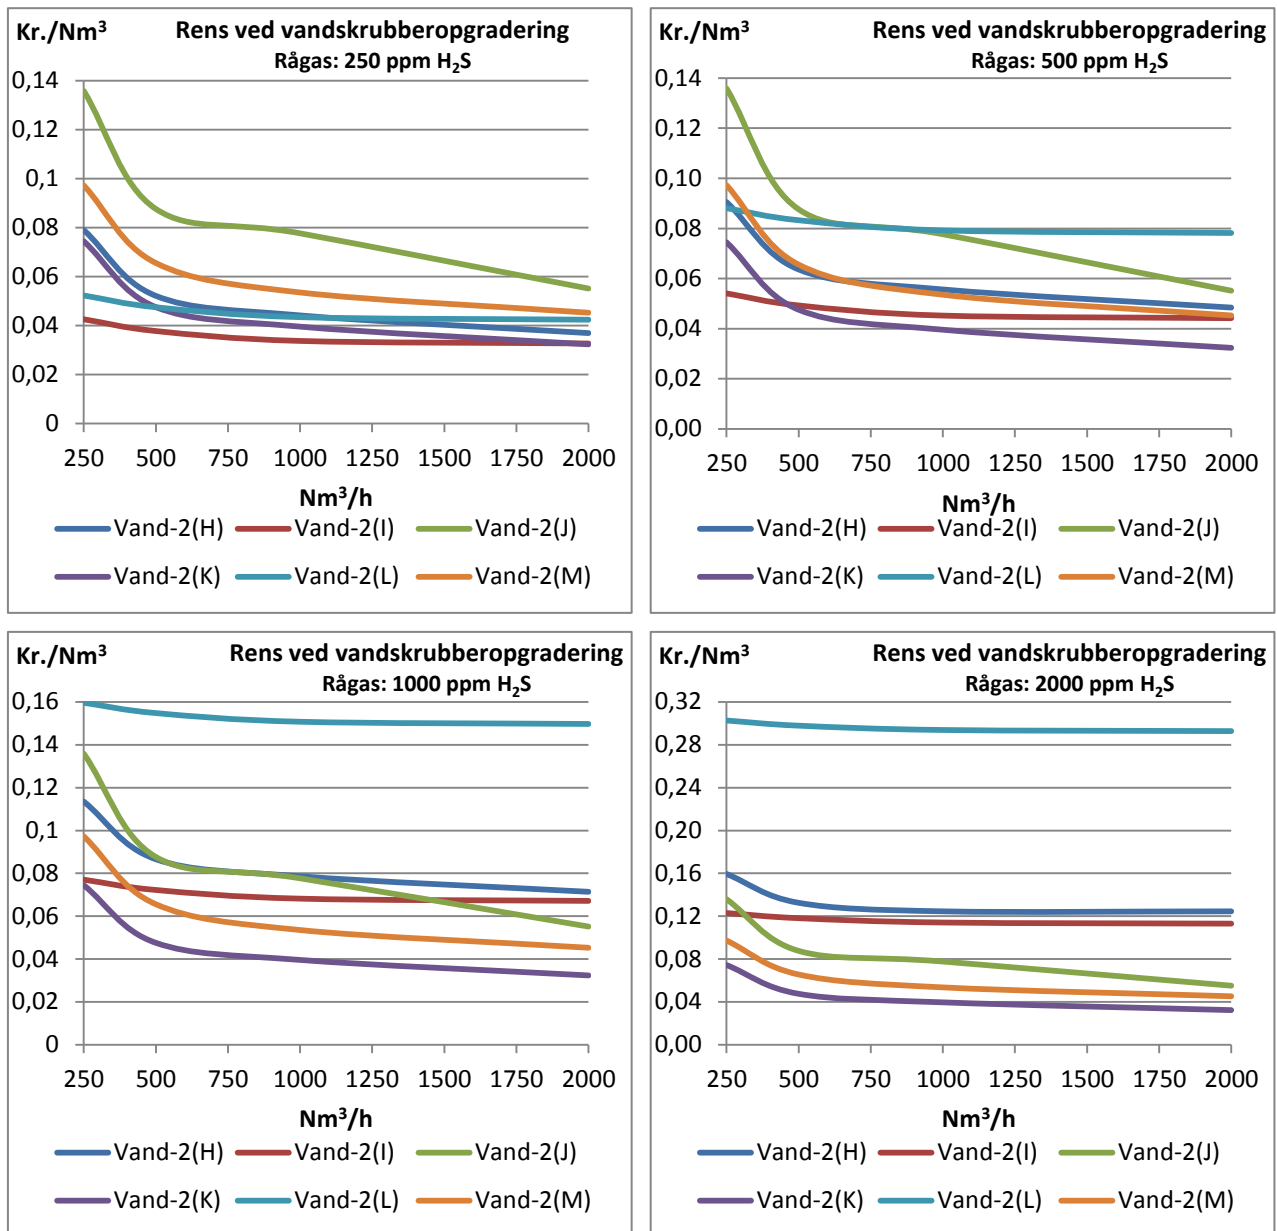 Kr./Nm³ Rens ved vandskrubberopgradering
Rågas: 250 ppm H₂S
0,14
0,12
0,1
0,08
0,06
0,04
0,02
0
250 500 750 1000 1250 1500 1750 2000
Nm³/h
Vand-2(H) Vand-2(I) Vand-2(J)
Vand-2(K) Vand-2(L) Vand-2(M)
Kr./Nm³ Rens ved vandskrubberopgradering
Rågas: 500 ppm H₂S
0,14
0,12
0,10
0,08
0,06
0,04
0,02
0,00
250 500 750 1000 1250 1500 1750 2000
Nm³/h
Vand-2(H) Vand-2(I) Vand-2(J)
Vand-2(K) Vand-2(L) Vand-2(M)
Kr./Nm³ Rens ved vandskrubberopgradering
Rågas: 1000 ppm H₂S
0,16
0,14
0,12
0,1
0,08
0,06
0,04
0,02
0
250 500 750 1000 1250 1500 1750 2000
Nm³/h
Vand-2(H) Vand-2(I) Vand-2(J)
Vand-2(K) Vand-2(L) Vand-2(M)
Kr./Nm³ Rens ved vandskrubberopgradering
Rågas: 2000 ppm H₂S
0,32
0,28
0,24
0,20
0,16
0,12
0,08
0,04
0,00
250 500 750 1000 1250 1500 1750 2000
Nm³/h
Vand-2(H) Vand-2(I) Vand-2(J)
Vand-2(K) Vand-2(L) Vand-2(M)